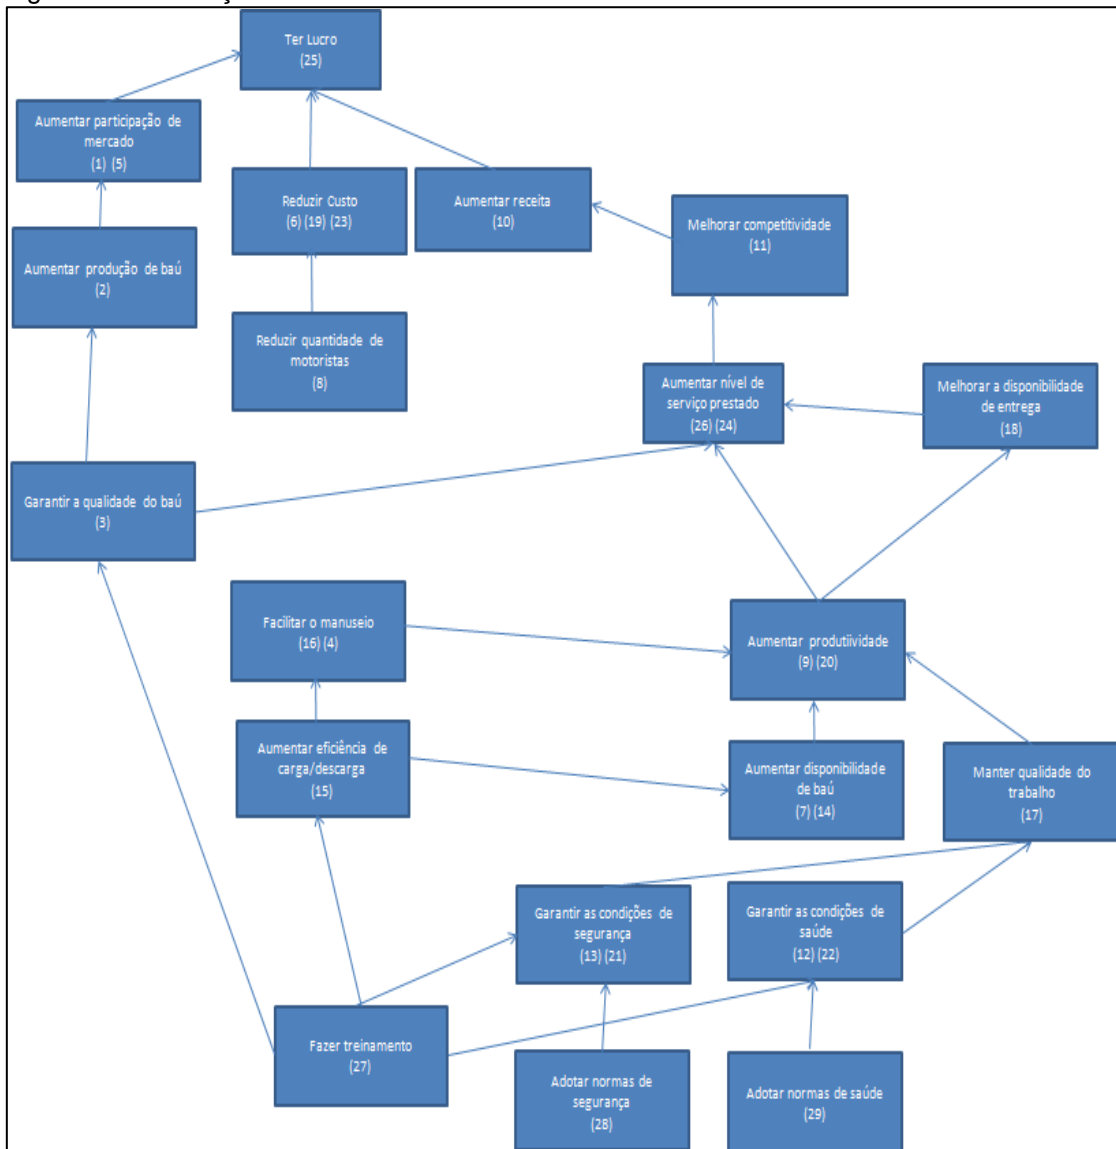 Ter Lucro
(25)
Aumentar participação de
mercado
(1) (5)
Reduzir Custo
(6) (19) (23)
Aumentar receita
(10)
Melhorar competitividade
(11)
Aumentar produção de baú
(2)
Reduzir quantidade de
motoristas
(8)
Aumentar nível de
serviço prestado
(26) (24)
Melhorar a disponibilidade
de entrega
(18)
Garantir a qualidade do baú
(3)
Facilitar o manuseio
(16) (4)
Aumentar produtiividade
(9) (20)
Aumentar eficiência de
carga/descarga
(15)
Aumentar disponibilidade
de baú
(7) (14)
Manter qualidade do
trabalho
(17)
Garantir as condições de
segurança
(13) (21)
Garantir as condições de
saúde
(12) (22)
Fazer treinamento
(27)
Adotar normas de
segurança
(28)
Adotar normas de saúde
(29)